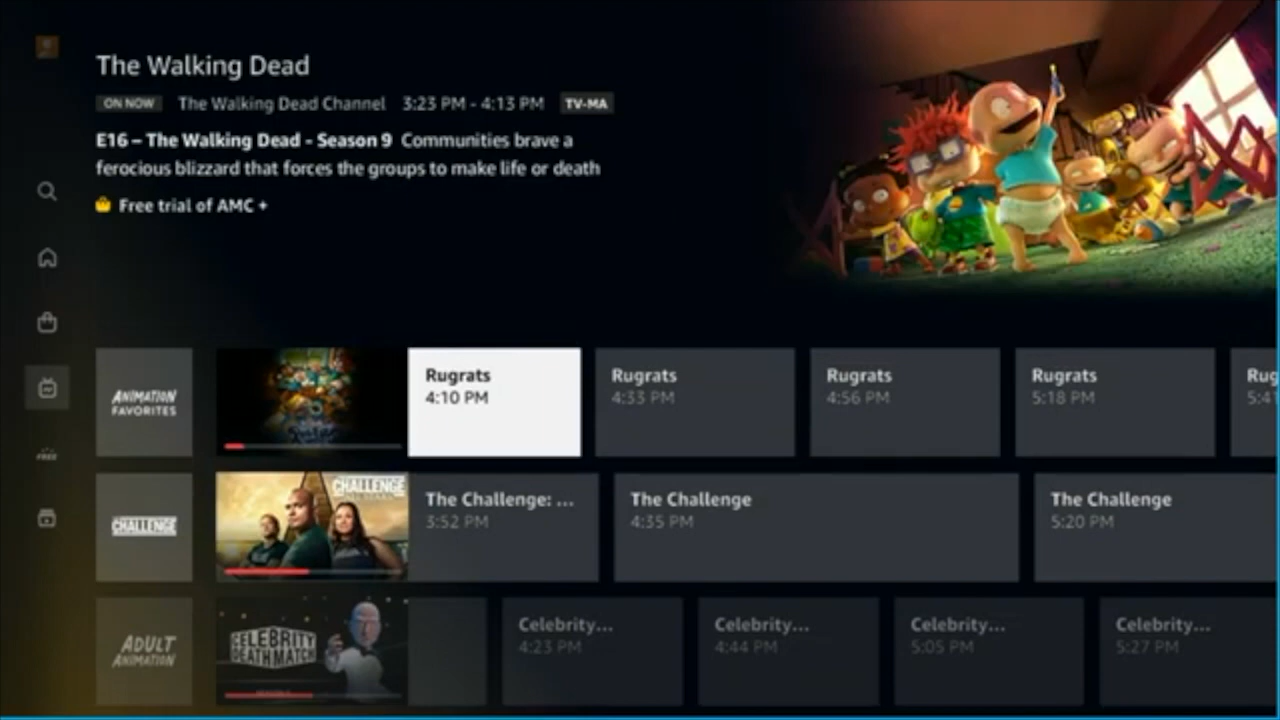 The Walking Dead
ON NOW The Walking Dead Channel 3:23 PM - 4:13 PM TV-MA
E16 – The Walking Dead - Season 9 Communities brave a
ferocious blizzard that forces the groups to make life or death
Free trial of AMC +
ANIMATION
FAVORITES
Rugrats
4:10 PM
Rugrats
4:33 PM
Rugrats
4:56 PM
Rugrats
5:18 PM
Rug
5:4
FREE
CHALLENGE
CHALLENGE
The Challenge: ...
3:52 PM
The Challenge
4:35 PM
The Challenge
5:20 PM
ADULT
ANIMATION
CELEBRITY
DEATHMATCH
Celebrity...
4:23 PM
Celebrity...
4:44 PM
Celebrity...
5:05 PM
Celebrity...
5:27 PM